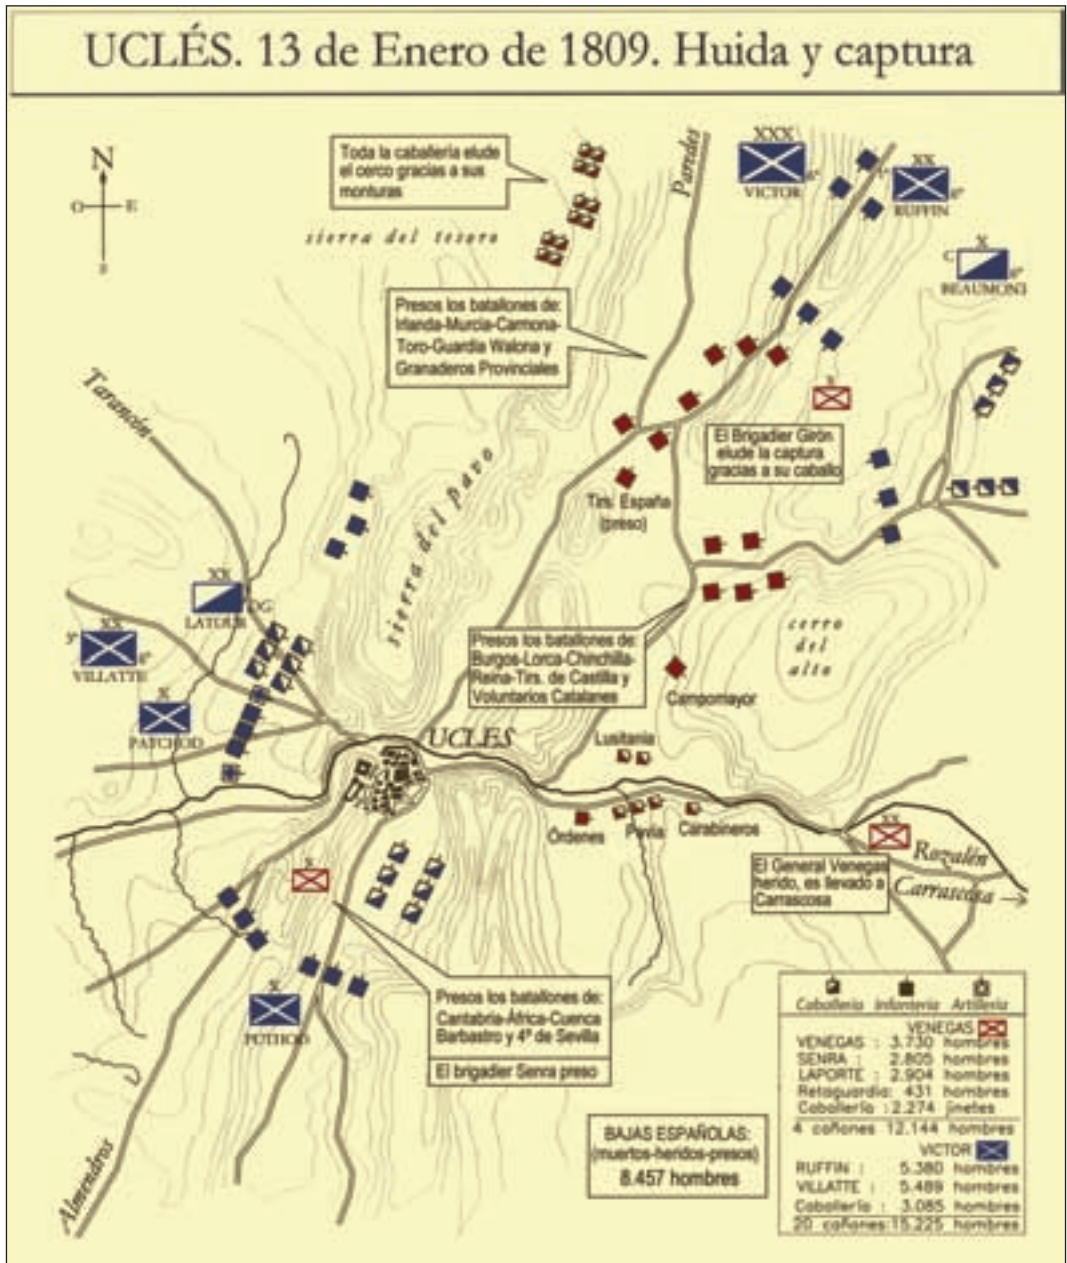 UCLÉS. 13 de Enero de 1809. Huida y captura
N
O
E
S
Toda la caballería elude
el cerco gracias a sus
monturas
sierra del tesoro
Paredes
XXX
6º
VICTOR
XX
1ª
6º
RUFFIN
X
C
6º
BEAUMONT
Presos los batallones de:
Irlanda-Murcia-Carmona-
Toro-Guardia Walona y
Granaderos Provinciales
Tarancón
X
El Brigadier Girón
elude la captura
gracias a su caballo
sierra del pavo
Tirs. España
(preso)
XX
DG
LATOUR
XX
3ª
6º
VILLATTE
X
PATCHOD
Presos los batallones de:
Burgos-Lorca-Chinchilla-
Reina-Tirs. de Castilla y
Voluntarios Catalanes
cerro
del
alto
Campomayor
UCLÉS
Lusitania
Órdenes
Pavía
Carabineros
XX
Rozalén
Carrascosa
El General Venegas
herido, es llevado a
Carrascosa
X
X
PUTHOD
Presos los batallones de:
Cantabria-África-Cuenca
Barbastro y 4º de Sevilla
El brigadier Senra preso
Almendros
BAJAS ESPAÑOLAS:
(muertos-heridos-presos)
8.457 hombres
Caballería Infantería Artillería
VENEGAS
VENEGAS : 3.730 hombres
SENRA : 2.805 hombres
LAPORTE : 2.904 hombres
Retaguardia: 431 hombres
Caballería : 2.274 jinetes
4 cañones 12.144 hombres
VICTOR
RUFFIN : 5.380 hombres
VILLATTE : 5.489 hombres
Caballería : 3.085 hombres
20 cañones:15.225 hombres